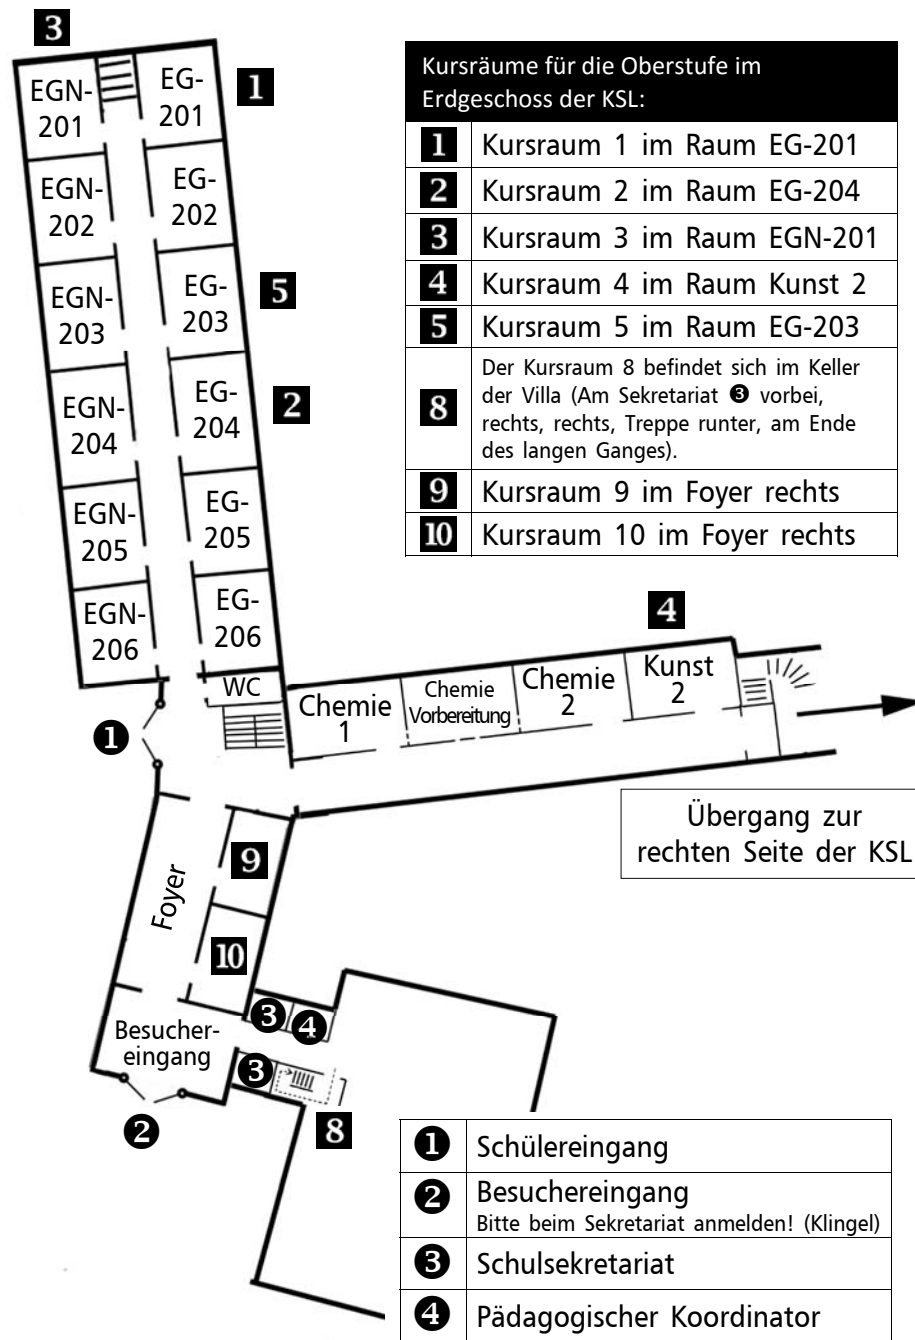 3
EGN-
201
EG-
201
1
EGN-
202
EG-
202
EGN-
203
EG-
203
5
EGN-
204
EG-
204
2
EGN-
205
EG-
205
EGN-
206
EG-
206
WC
Kursräume für die Oberstufe im
Erdgeschoss der KSL:
1 Kursraum 1 im Raum EG-201
2 Kursraum 2 im Raum EG-204
3 Kursraum 3 im Raum EGN-201
4 Kursraum 4 im Raum Kunst 2
5 Kursraum 5 im Raum EG-203
8 Der Kursraum 8 befindet sich im Keller
der Villa (Am Sekretariat ❸ vorbei,
rechts, rechts, Treppe runter, am Ende
des langen Ganges).
9 Kursraum 9 im Foyer rechts
10 Kursraum 10 im Foyer rechts
4
Chemie
1
Chemie
Vorbereitung
Chemie
2
Kunst
2
❶
Übergang zur
rechten Seite der KSL
Foyer
9
10
Besucher-
eingang
❸
❹
❸
❷
8
❶ Schülereingang
❷ Besuchereingang
Bitte beim Sekretariat anmelden! (Klingel)
❸ Schulsekretariat
❹ Pädagogischer Koordinator